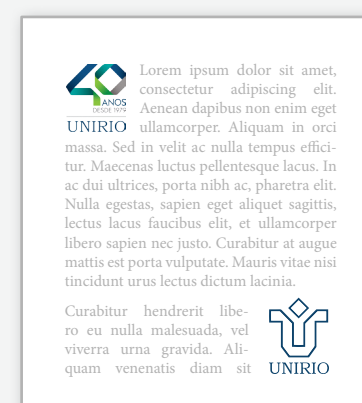 40 ANOS
DESDE 1979
UNIRIO
Lorem ipsum dolor sit amet,
consectetur adipiscing elit.
Aenean dapibus non enim eget
ullamcorper. Aliquam in orci
massa. Sed in velit ac nulla tempus effici-
tur. Maecenas luctus pellentesque lacus. In
ac dui ultrices, porta nibh ac, pharetra elit.
Nulla egestas, sapien eget aliquet sagittis,
lectus lacus faucibus elit, et ullamcorper
libero sapien nec justo. Curabitur at augue
mattis est porta vulputate. Mauris vitae nisi
tincidunt urus lectus dictum lacinia.
Curabitur hendrerit libe-
ro eu nulla malesuada, vel
viverra urna gravida. Ali-
quam venenatis diam sit
UNIRIO